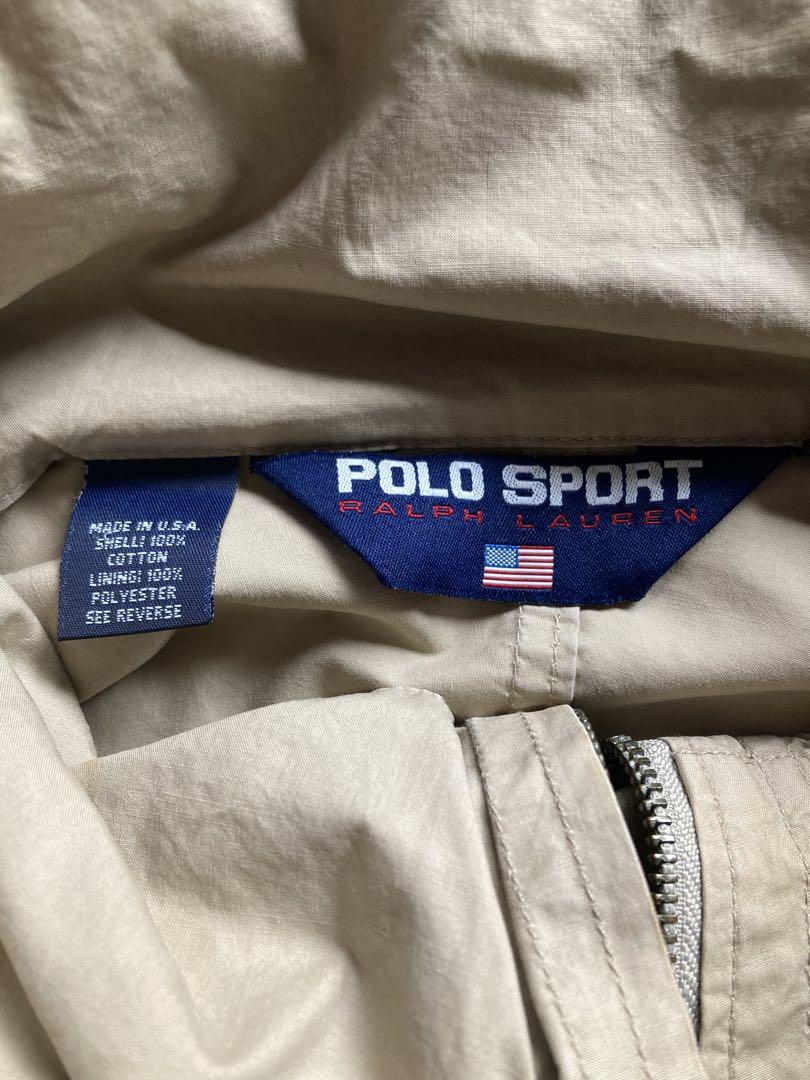 MADE IN U.S.A.
SHELL: 100%
COTTON
LINING: 100%
POLYESTER
SEE REVERSE
POLO SPORT
RALPH LAUREN